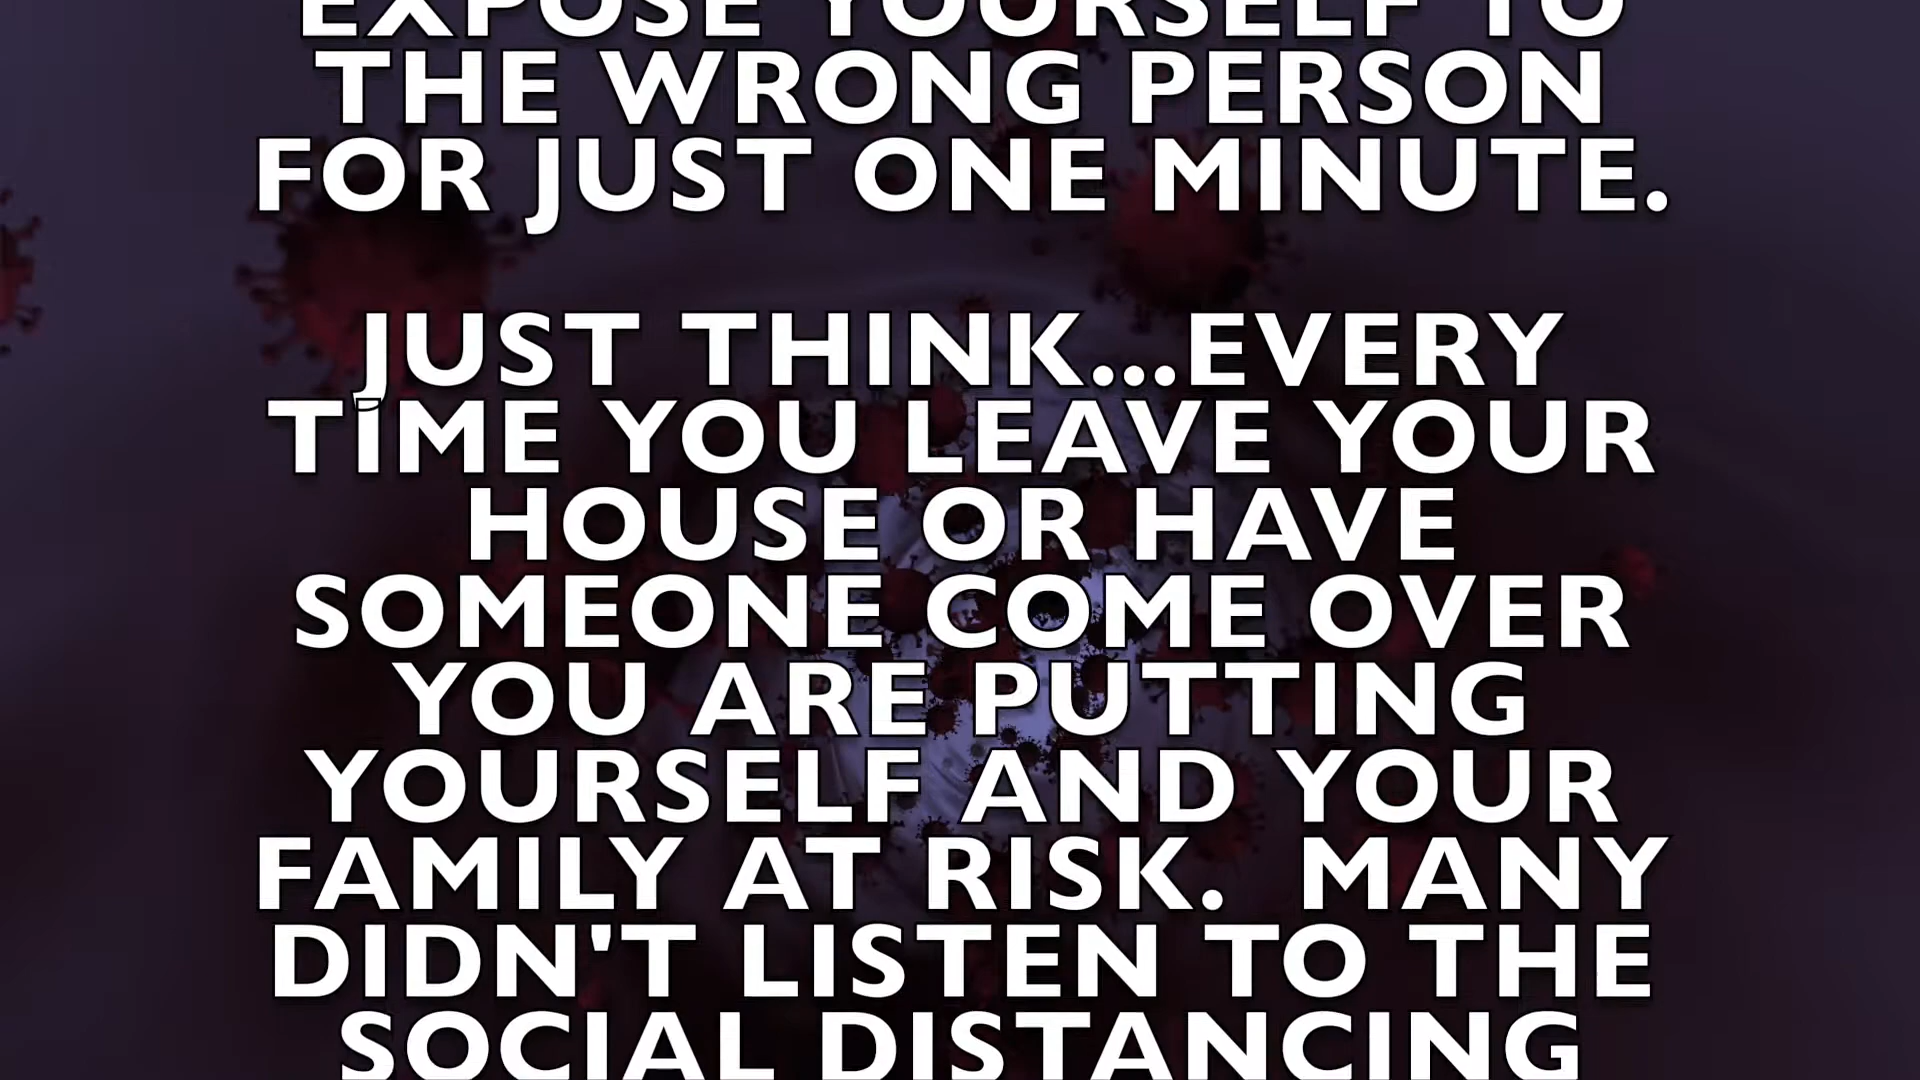 EXPOSE YOURSELF TO
THE WRONG PERSON
FOR JUST ONE MINUTE.
JUST THINK...EVERY
TIME YOU LEAVE YOUR
HOUSE OR HAVE
SOMEONE COME OVER
YOU ARE PUTTING
YOURSELF AND YOUR
FAMILY AT RISK.  MANY
DIDN'T LISTEN TO THE
SOCIAL DISTANCING